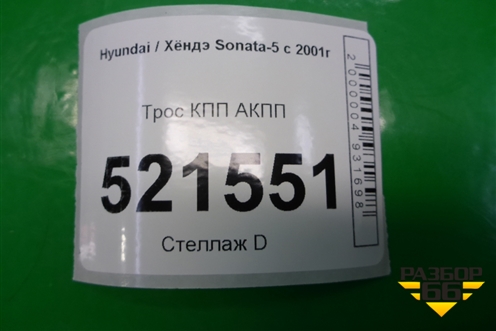 Hyundai / Хёндэ Sonata-5 с 2001г
Трос КПП АКПП
521551
Стеллаж D
2000004931698
РАЗБОР
66